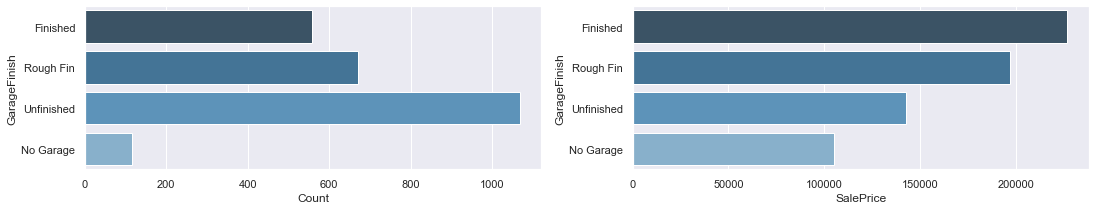 GarageFinish
Finished
Rough Fin
Unfinished
No Garage
0 200 400 600 800 1000
Count
GarageFinish
Finished
Rough Fin
Unfinished
No Garage
0 50000 100000 150000 200000
SalePrice